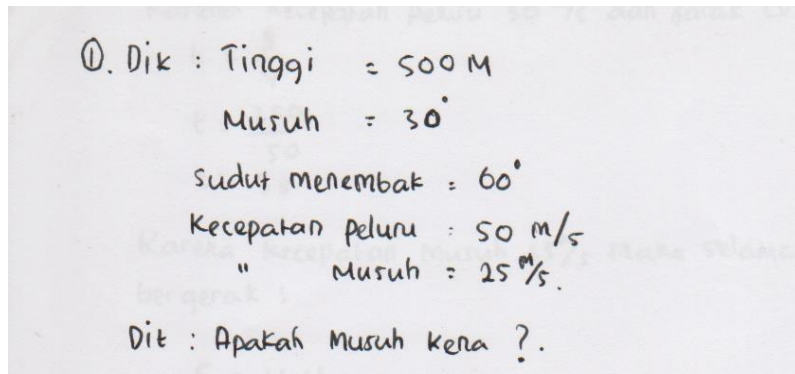 ①. Dik : Tinggi = 500 M
Musuh = 30°
Sudut menembak = 60°
Kecepatan Peluru = 50 m/s
" Musuh = 25 m/s.
Dit : Apakah Musuh kena ?.